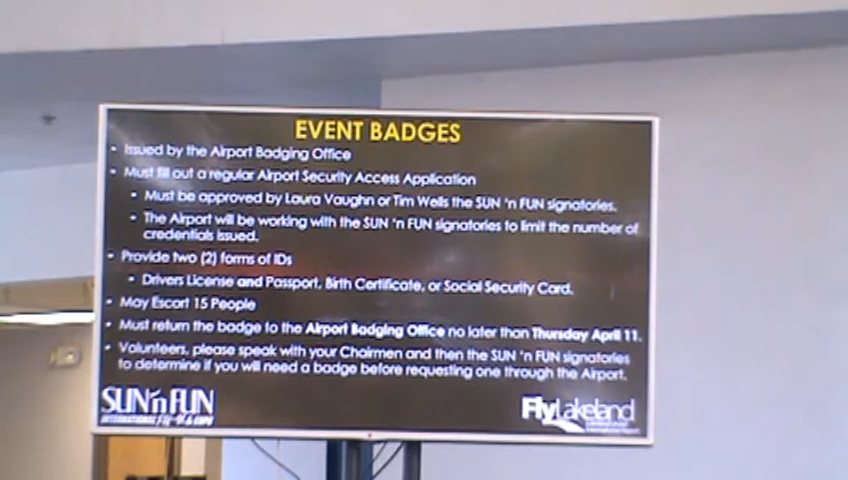 EVENT BADGES
• Issued by the Airport Badging Office
• Must fill out a regular Airport Security Access Application
• Must be approved by Laura Vaughn or Tim Wells the SUN 'n FUN signatories.
• The Airport will be working with the SUN 'n FUN signatories to limit the number of
credentials issued.
• Provide two (2) forms of IDs
• Drivers License and Passport, Birth Certificate, or Social Security Card.
• May Escort 15 People
• Must return the badge to the Airport Badging Office no later than Thursday April 11.
• Volunteers, please speak with your Chairmen and then the SUN 'n FUN signatories
to determine if you will need a badge before requesting one through the Airport.
SUN 'n FUN
INTERNATIONAL FLY-IN & EXPO
FlyLakeland